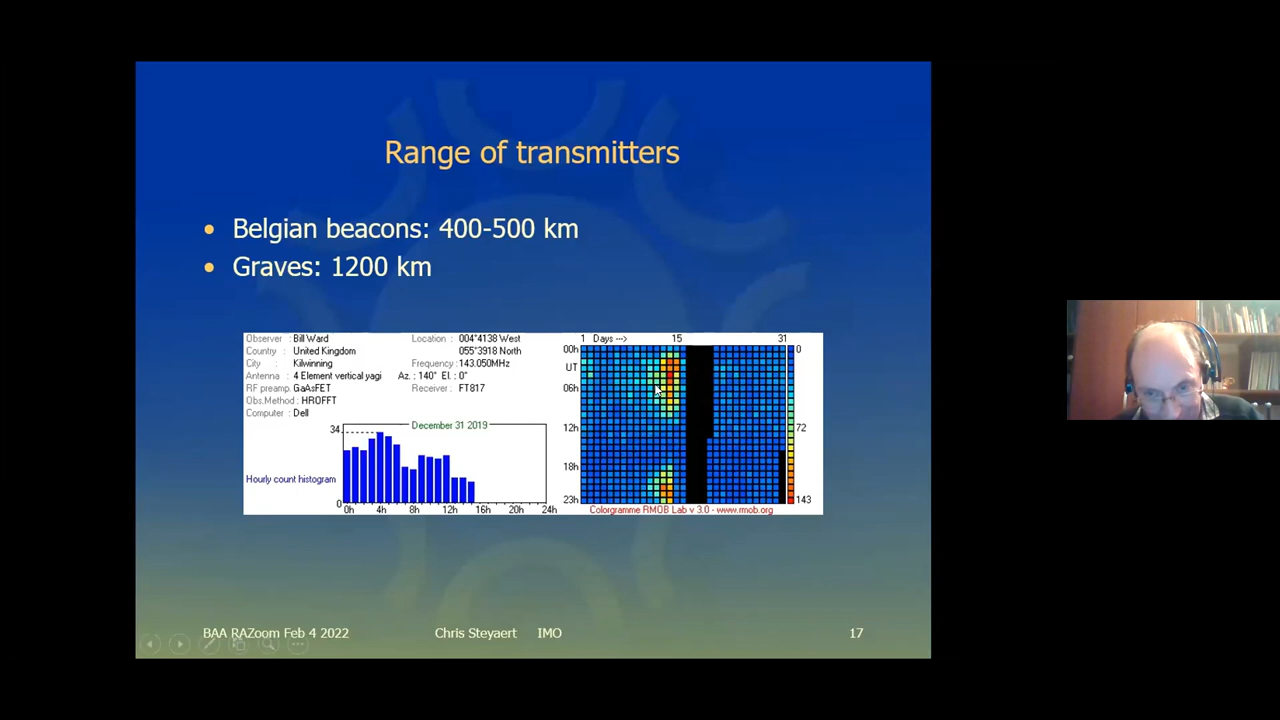 Range of transmitters
• Belgian beacons: 400-500 km
• Graves: 1200 km
Observer : Bill Ward Location : 004°4138 West
Country : United Kingdom 055°3918 North
City : Kilwinning Frequency : 143.050MHz
Antenna : 4 Element vertical yagi Az. : 140° El. : 0°
RF preamp. : GaAsFET Receiver : FT817
Obs.Method : HROFFT
Computer : Dell
December 31 2019
34
Hourly count histogram
0
0h 4h 8h 12h 16h 20h 24h
1 Days ---> 15 31
00h 0
UT
06h
12h 72
18h
23h 143
Colorgramme RMOB Lab v 3.0 - www.rmob.org
BAA RAZoom Feb 4 2022 Chris Steyaert IMO 17